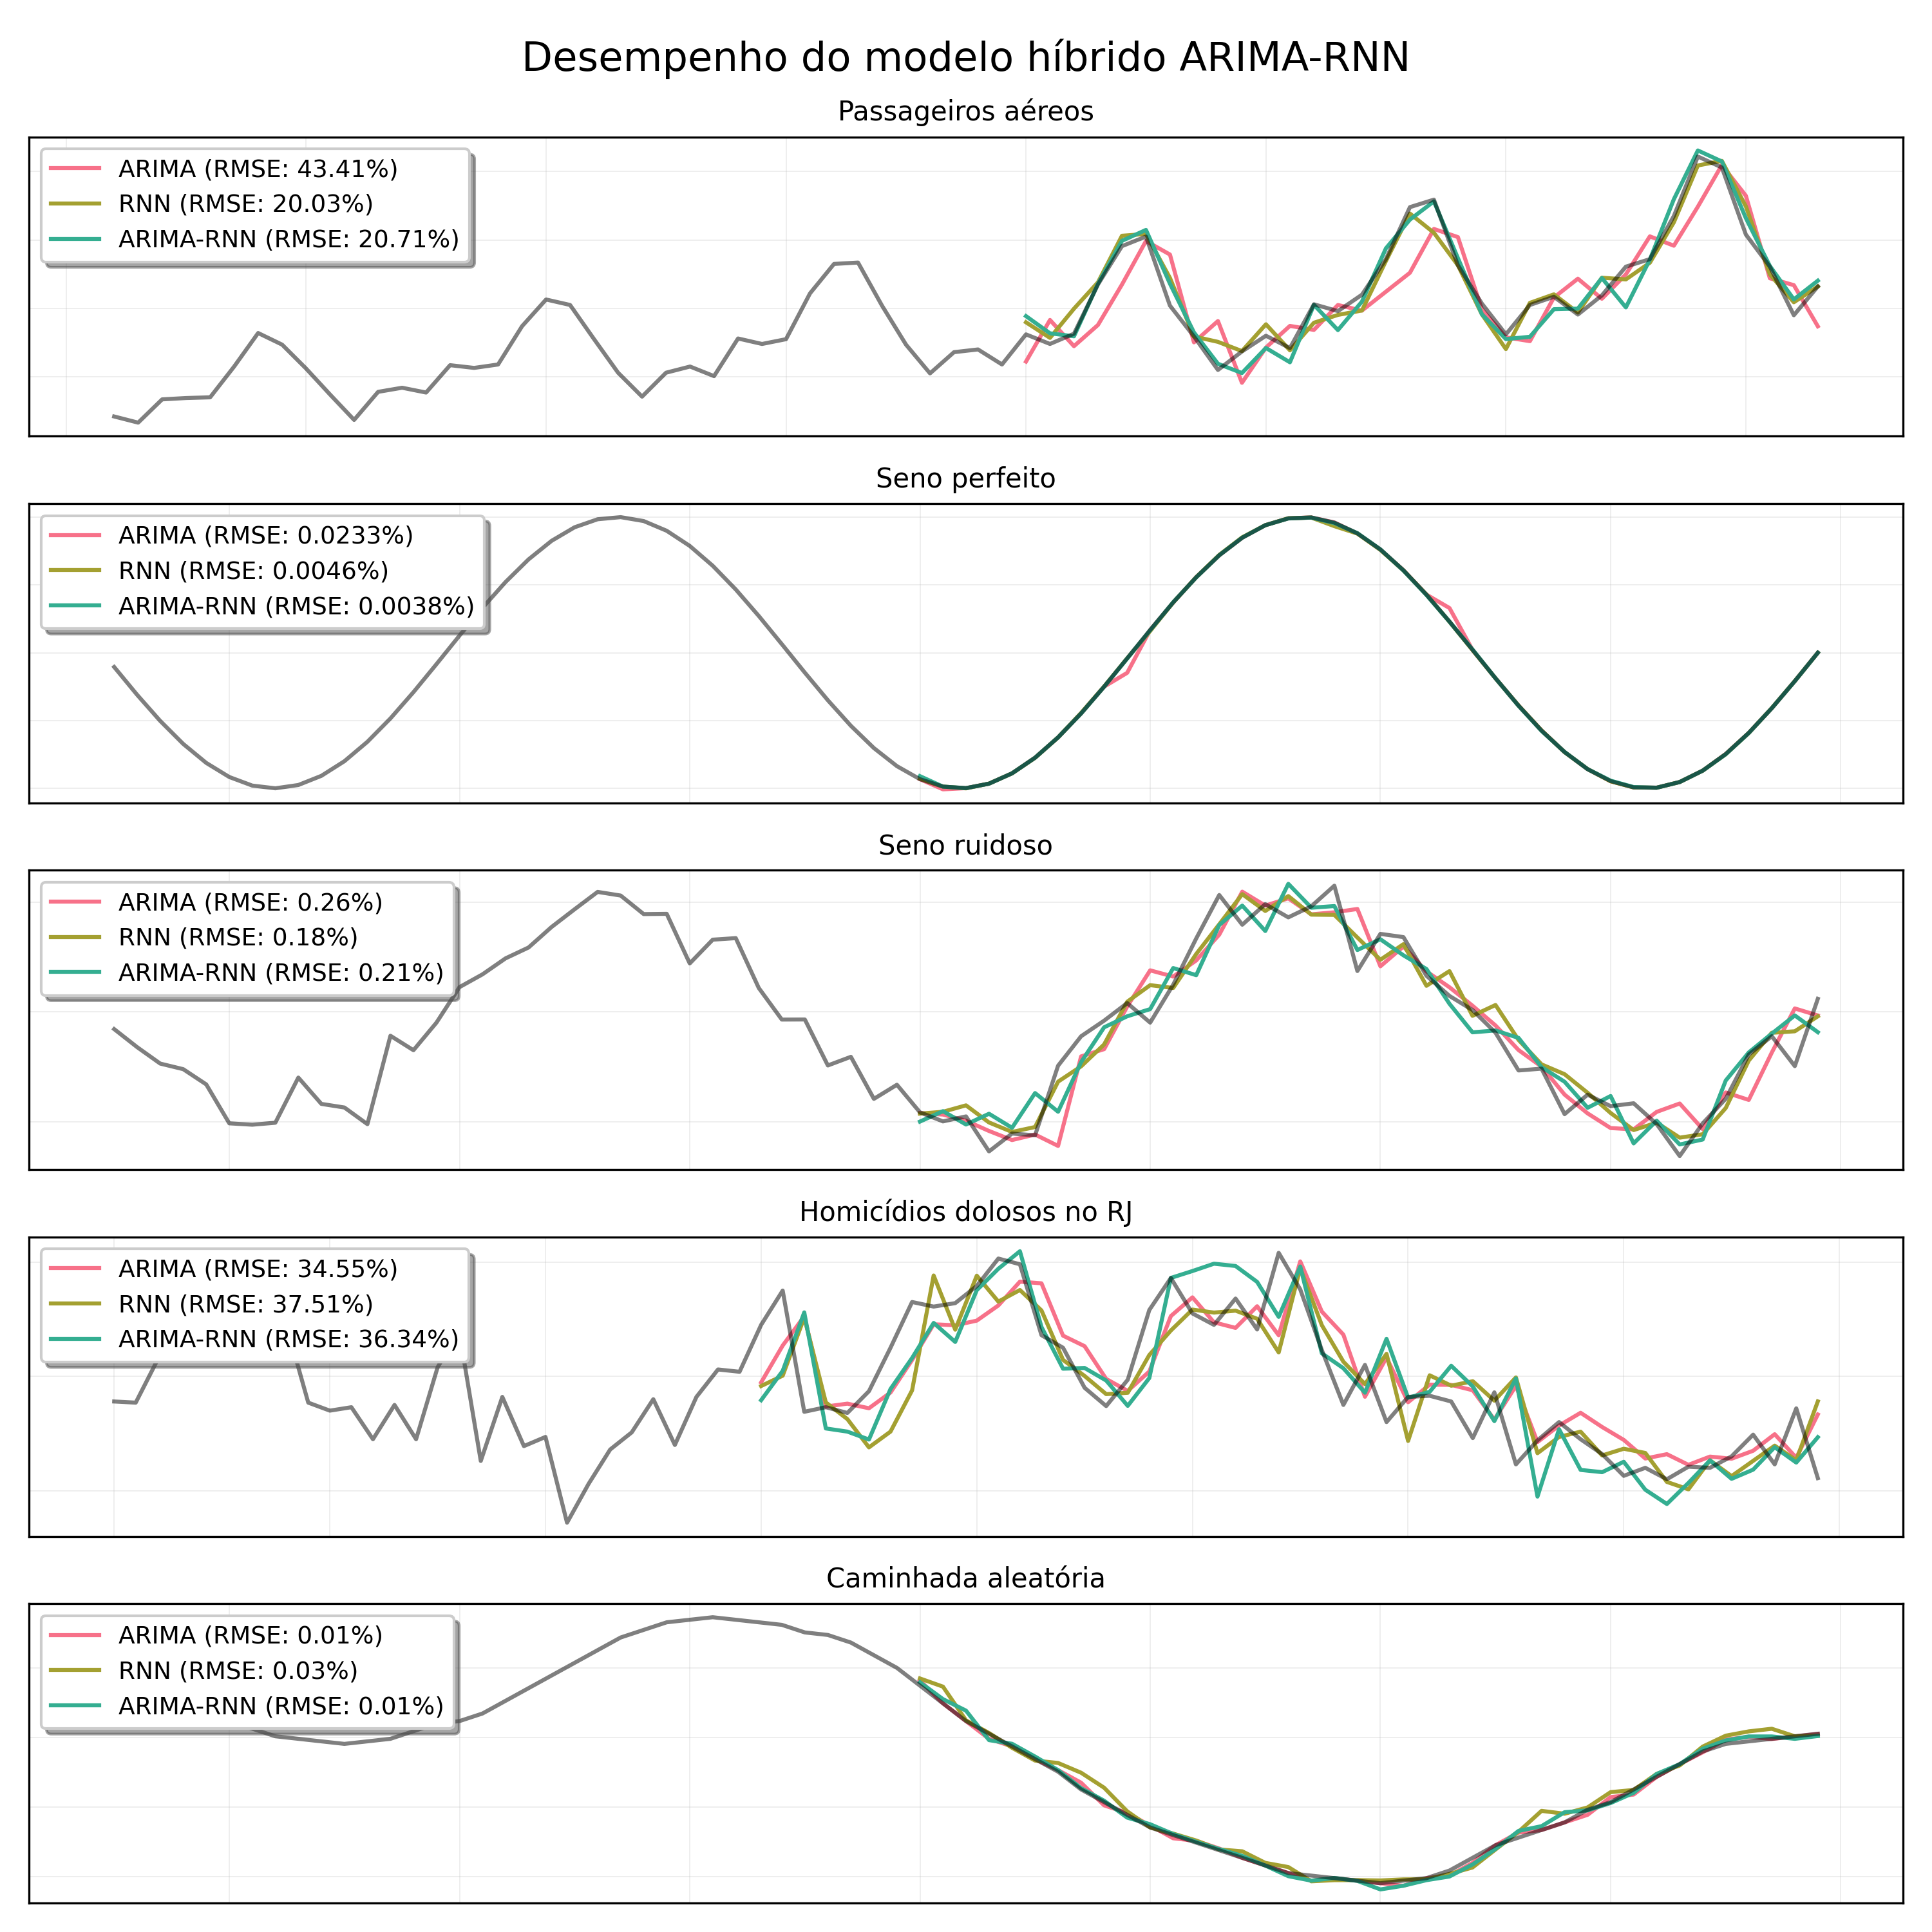 Desempenho do modelo híbrido ARIMA-RNN
Passageiros aéreos
ARIMA (RMSE: 43.41%)
RNN (RMSE: 20.03%)
ARIMA-RNN (RMSE: 20.71%)
Seno perfeito
ARIMA (RMSE: 0.0233%)
RNN (RMSE: 0.0046%)
ARIMA-RNN (RMSE: 0.0038%)
Seno ruidoso
ARIMA (RMSE: 0.26%)
RNN (RMSE: 0.18%)
ARIMA-RNN (RMSE: 0.21%)
Homicídios dolosos no RJ
ARIMA (RMSE: 34.55%)
RNN (RMSE: 37.51%)
ARIMA-RNN (RMSE: 36.34%)
Caminhada aleatória
ARIMA (RMSE: 0.01%)
RNN (RMSE: 0.03%)
ARIMA-RNN (RMSE: 0.01%)